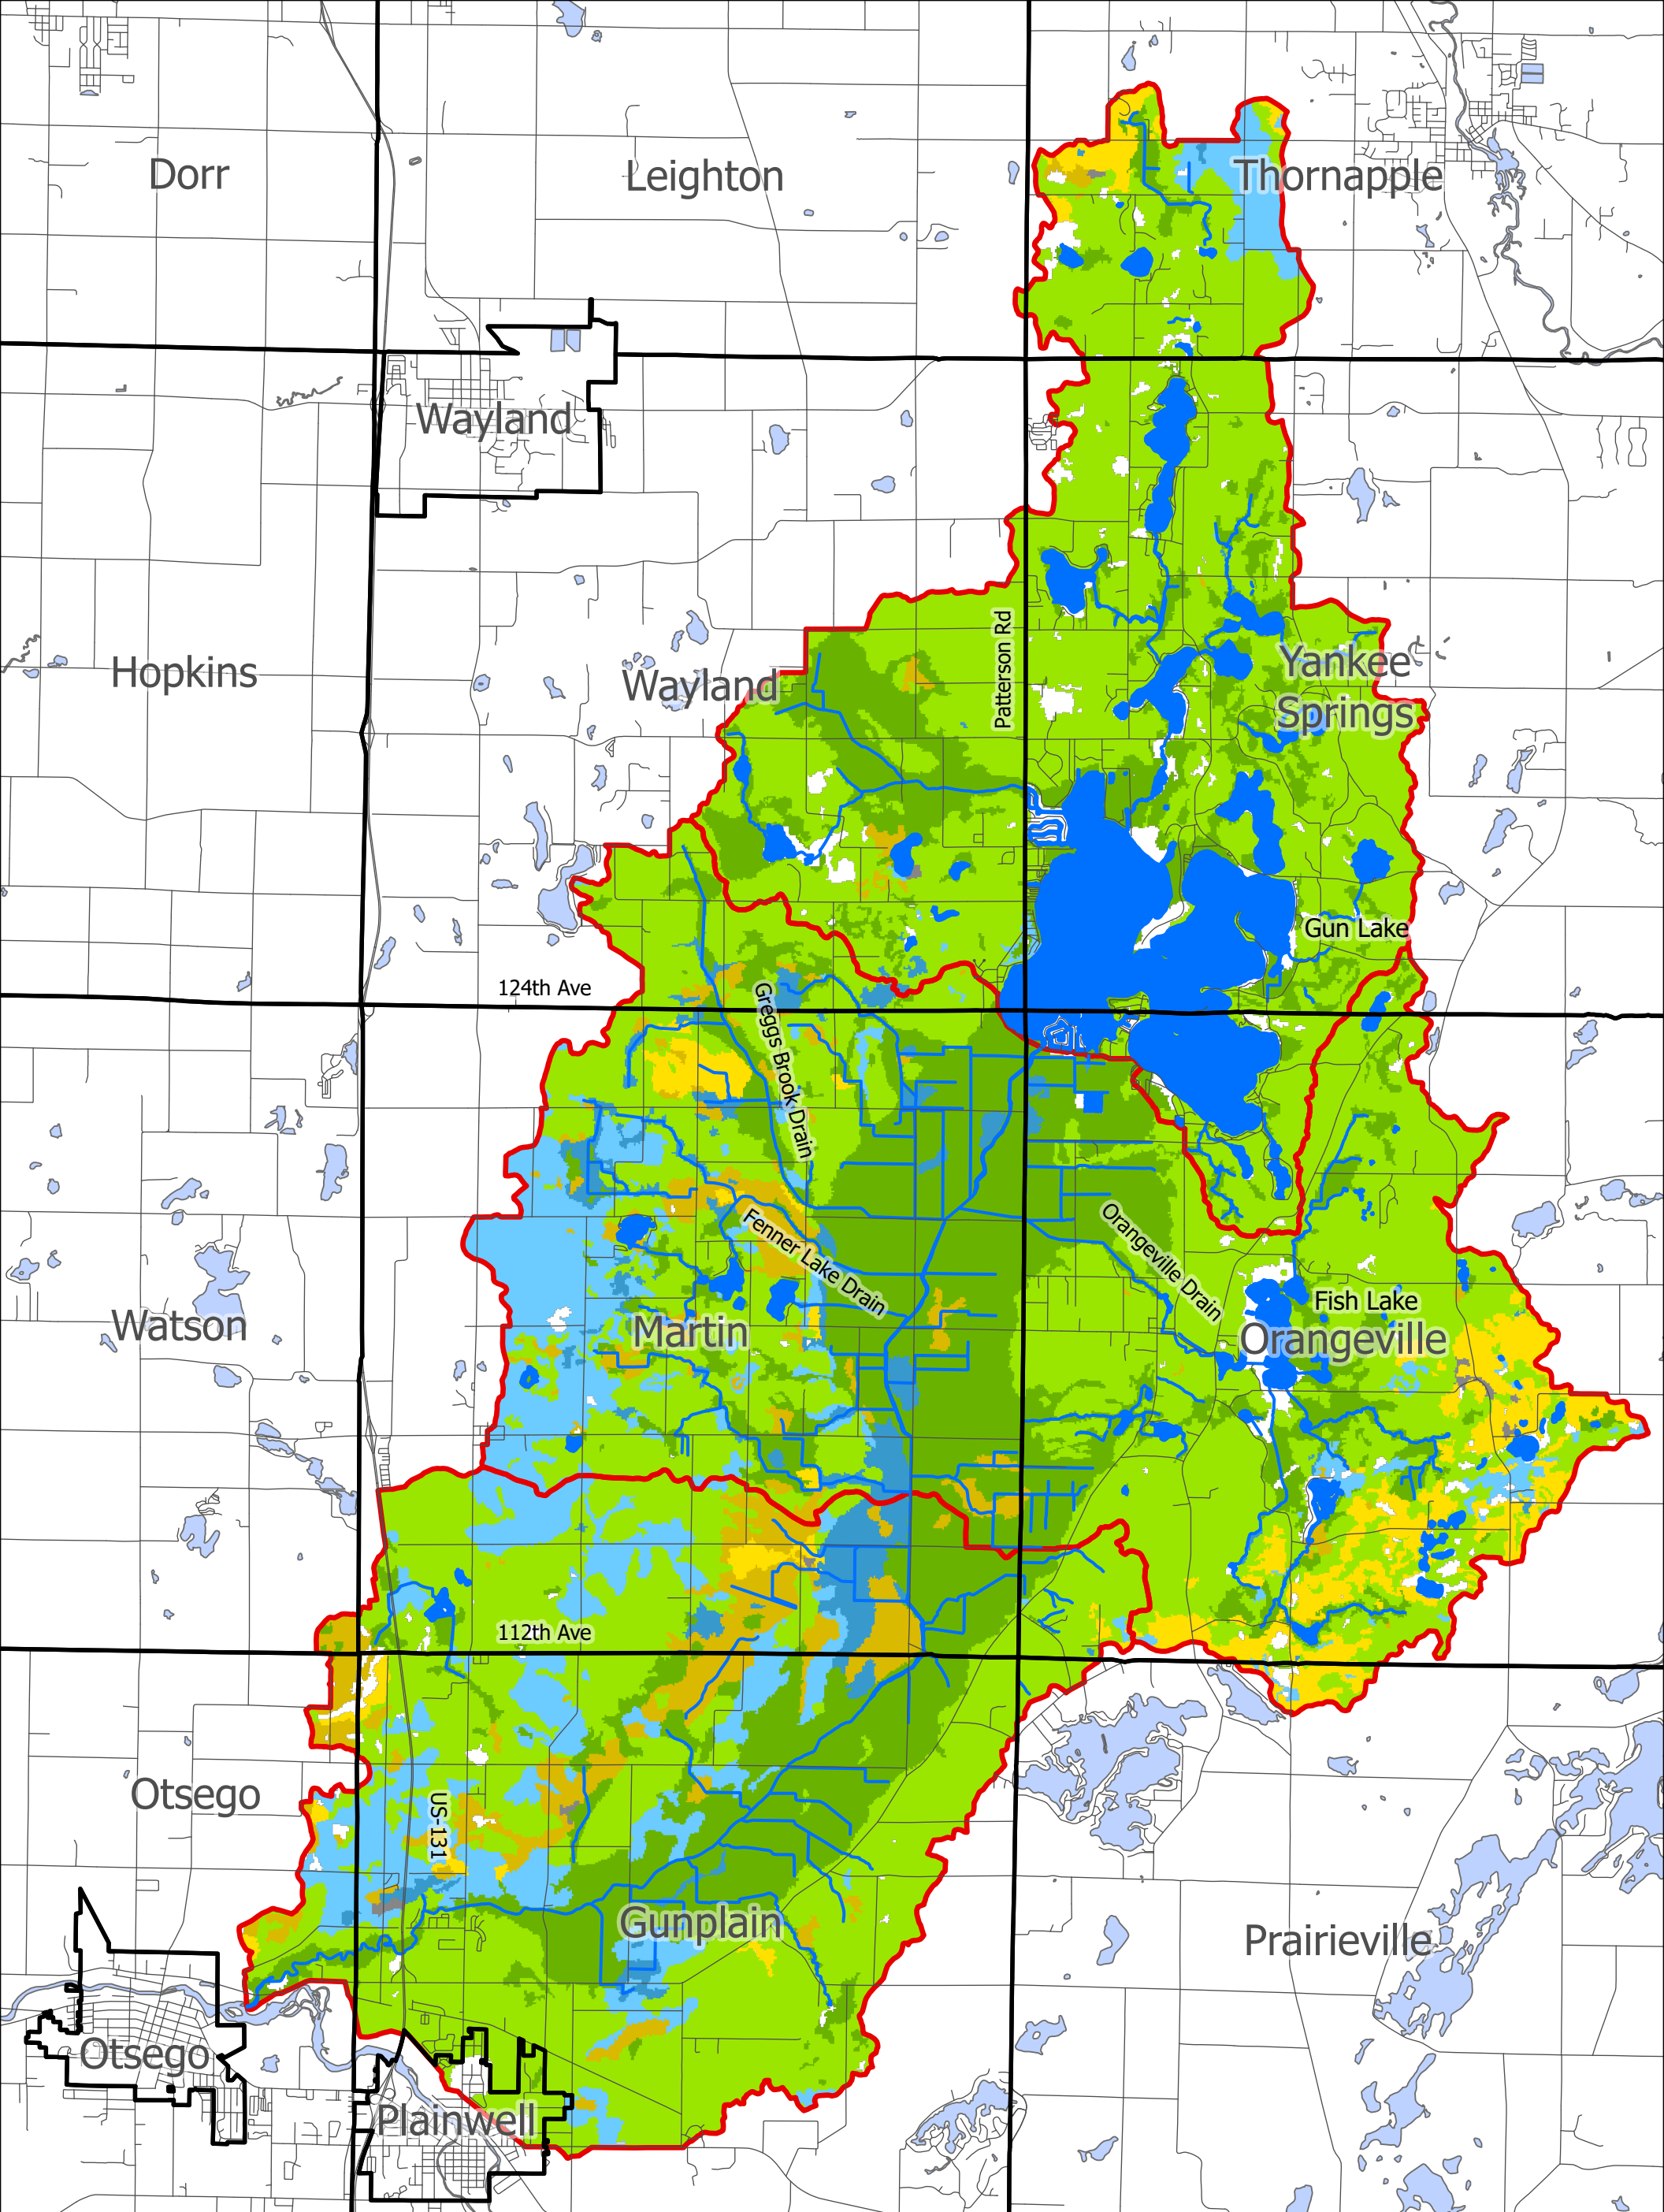 Dorr
Leighton
Thornapple
Wayland
Hopkins
Wayland
Patterson Rd
Yankee
Springs
Gun Lake
124th Ave
Greggs Brook Drain
Fenner Lake Drain
Orangeville Drain
Fish Lake
Watson
Martin
Orangeville
112th Ave
Otsego
US-131
Gunplain
Prairieville
Otsego
Plainwell